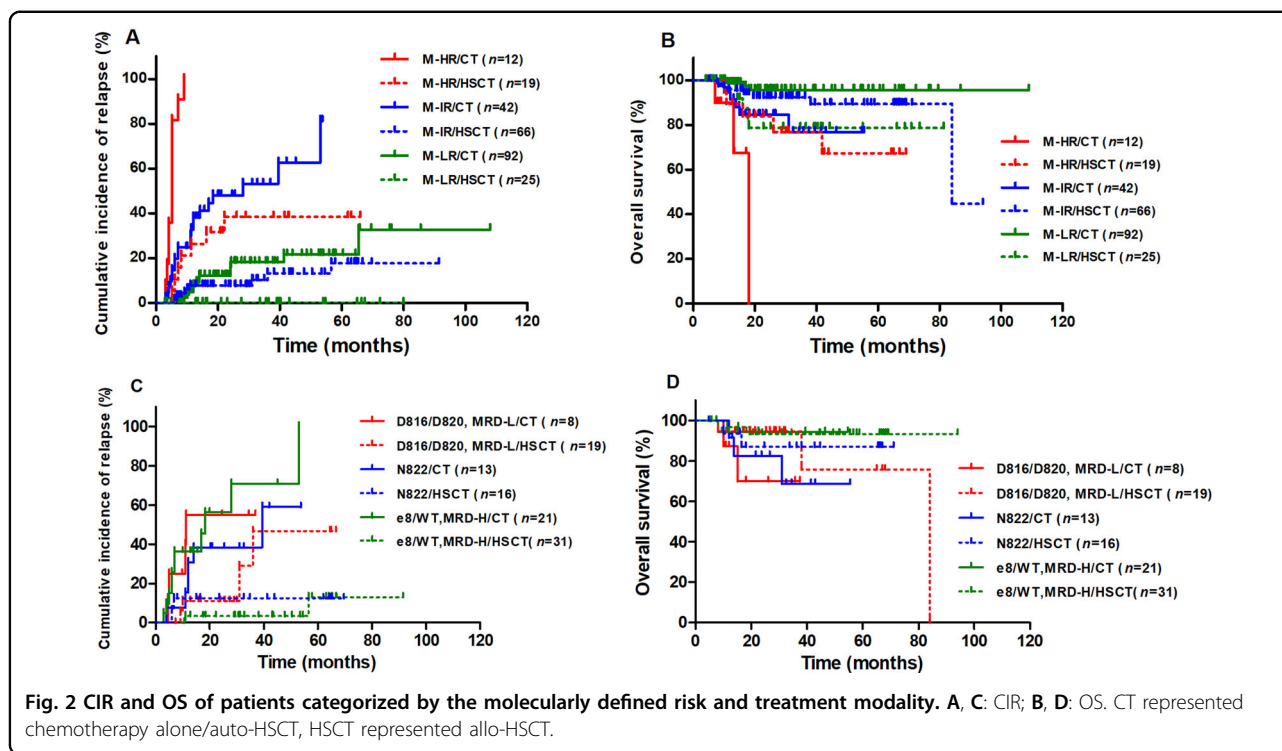 A
Cumulative incidence of relapse (%)
100
80
60
40
20
0
0 20 40 60 80 100 120
Time (months)
M-HR/CT (n=12)
M-HR/HSCT (n=19)
M-IR/CT (n=42)
M-IR/HSCT (n=66)
M-LR/CT (n=92)
M-LR/HSCT (n=25)
B
Overall survival (%)
100
80
60
40
20
0
0 20 40 60 80 100 120
Time (months)
M-HR/CT (n=12)
M-HR/HSCT (n=19)
M-IR/CT (n=42)
M-IR/HSCT (n=66)
M-LR/CT (n=92)
M-LR/HSCT (n=25)
C
Cumulative incidence of relapse (%)
100
80
60
40
20
0
0 20 40 60 80 100 120
Time (months)
D816/D820, MRD-L/CT ( n=8)
D816/D820, MRD-L/HSCT ( n=19)
N822/CT ( n=13)
N822/HSCT ( n=16)
e8/WT,MRD-H/CT ( n=21)
e8/WT,MRD-H/HSCT( n=31)
D
Overall survival (%)
100
80
60
40
20
0
0 20 40 60 80 100 120
Time (months)
D816/D820, MRD-L/CT ( n=8)
D816/D820, MRD-L/HSCT ( n=19)
N822/CT ( n=13)
N822/HSCT ( n=16)
e8/WT,MRD-H/CT ( n=21)
e8/WT,MRD-H/HSCT( n=31)
Fig. 2 CIR and OS of patients categorized by the molecularly defined risk and treatment modality. A, C: CIR; B, D: OS. CT represented
chemotherapy alone/auto-HSCT, HSCT represented allo-HSCT.